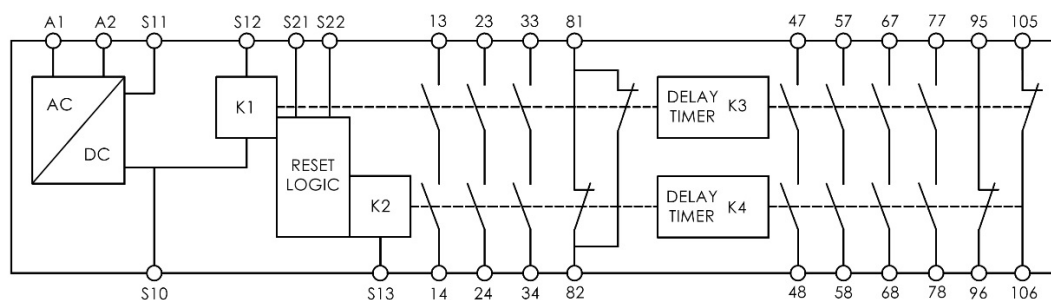 A1 A2 S11 S12 S21 S22 13 23 33 81 47 57 67 77 95 105
AC
DC
K1
RESET
LOGIC
K2
DELAY
TIMER K3
DELAY
TIMER K4
S10 S13 14 24 34 82 48 58 68 78 96 106